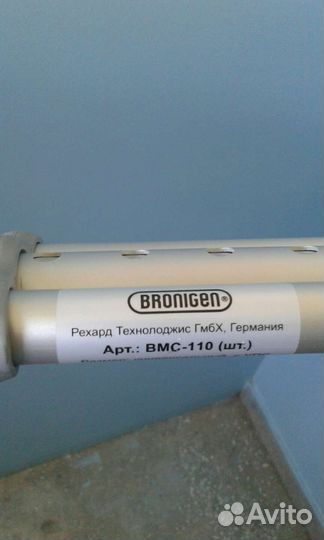 BRONIGEN®
Рехард Технолоджис ГмбХ, Германия
Арт.: BMC-110 (шт.)
Avito